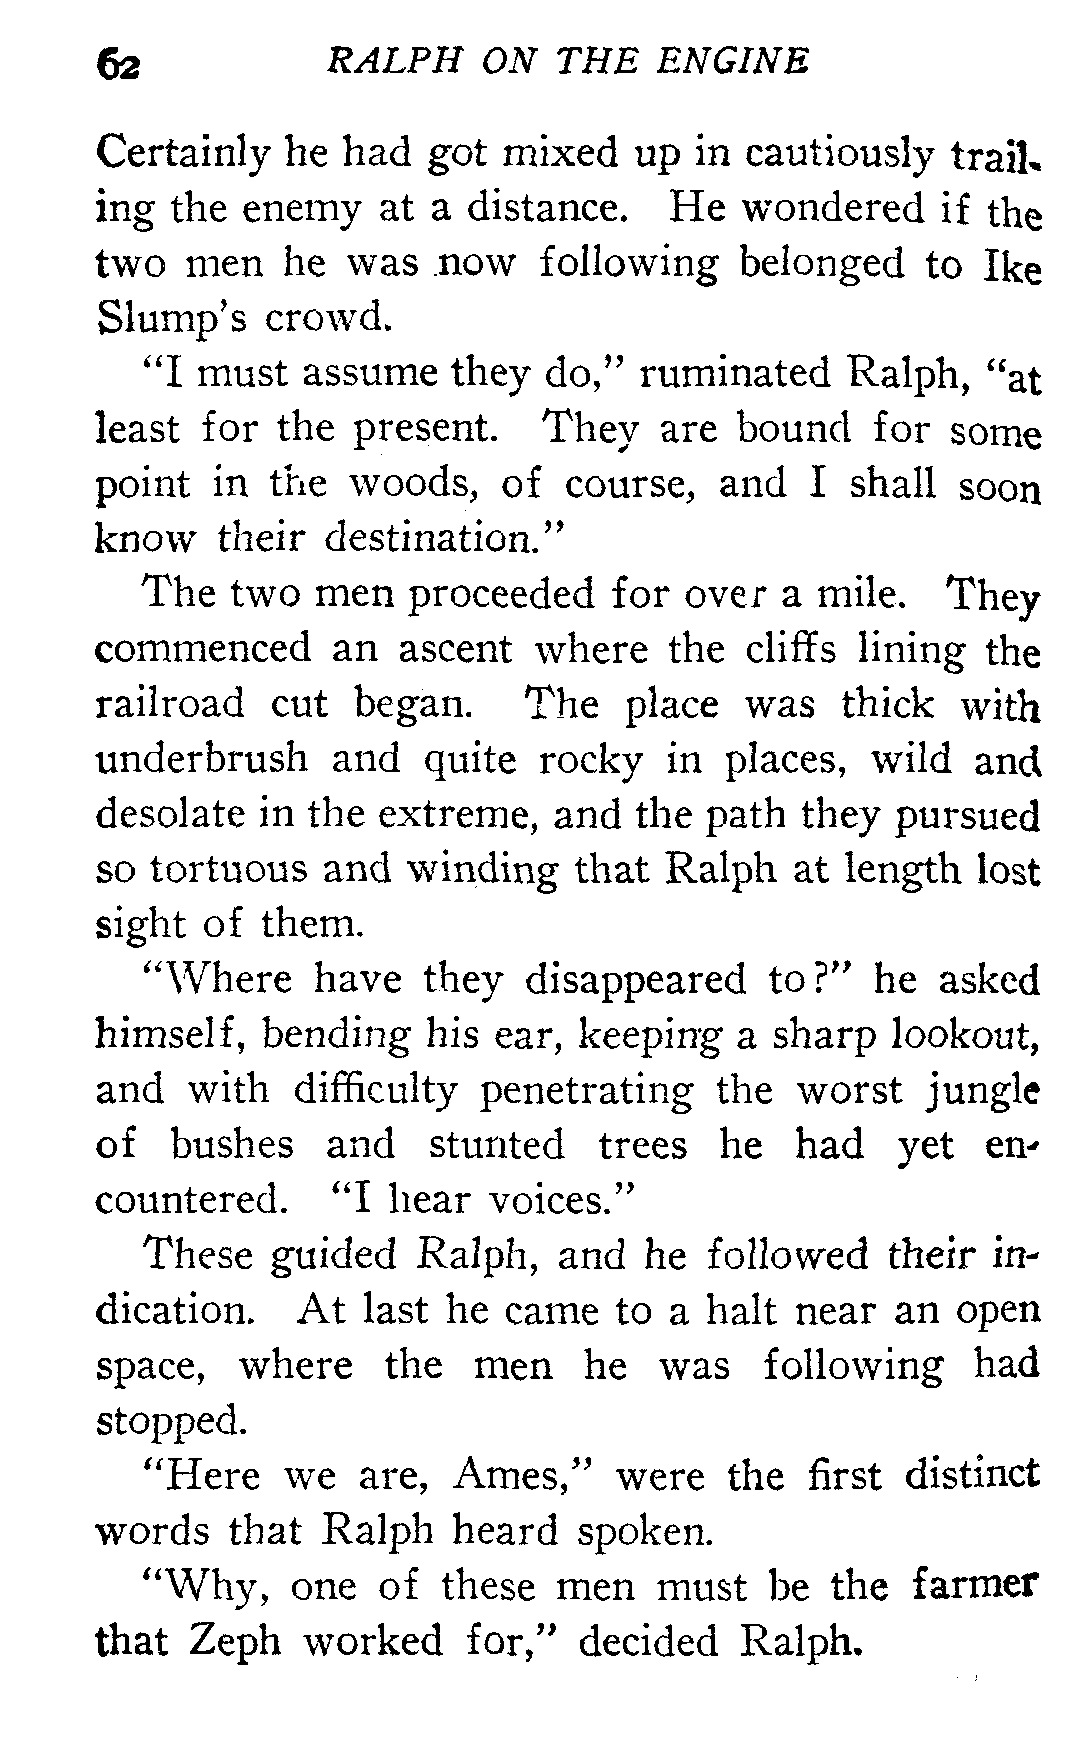 62 RALPH ON THE ENGINE
Certainly he had got mixed up in cautiously trail-
ing the enemy at a distance. He wondered if the
two men he was now following belonged to Ike
Slump's crowd.
"I must assume they do," ruminated Ralph, "at
least for the present. They are bound for some
point in the woods, of course, and I shall soon
know their destination."
The two men proceeded for over a mile. They
commenced an ascent where the cliffs lining the
railroad cut began. The place was thick with
underbrush and quite rocky in places, wild and
desolate in the extreme, and the path they pursued
so tortuous and winding that Ralph at length lost
sight of them.
"Where have they disappeared to?" he asked
himself, bending his ear, keeping a sharp lookout,
and with difficulty penetrating the worst jungle
of bushes and stunted trees he had yet en-
countered. "I hear voices."
These guided Ralph, and he followed their in-
dication. At last he came to a halt near an open
space, where the men he was following had
stopped.
"Here we are, Ames," were the first distinct
words that Ralph heard spoken.
"Why, one of these men must be the farmer
that Zeph worked for," decided Ralph.